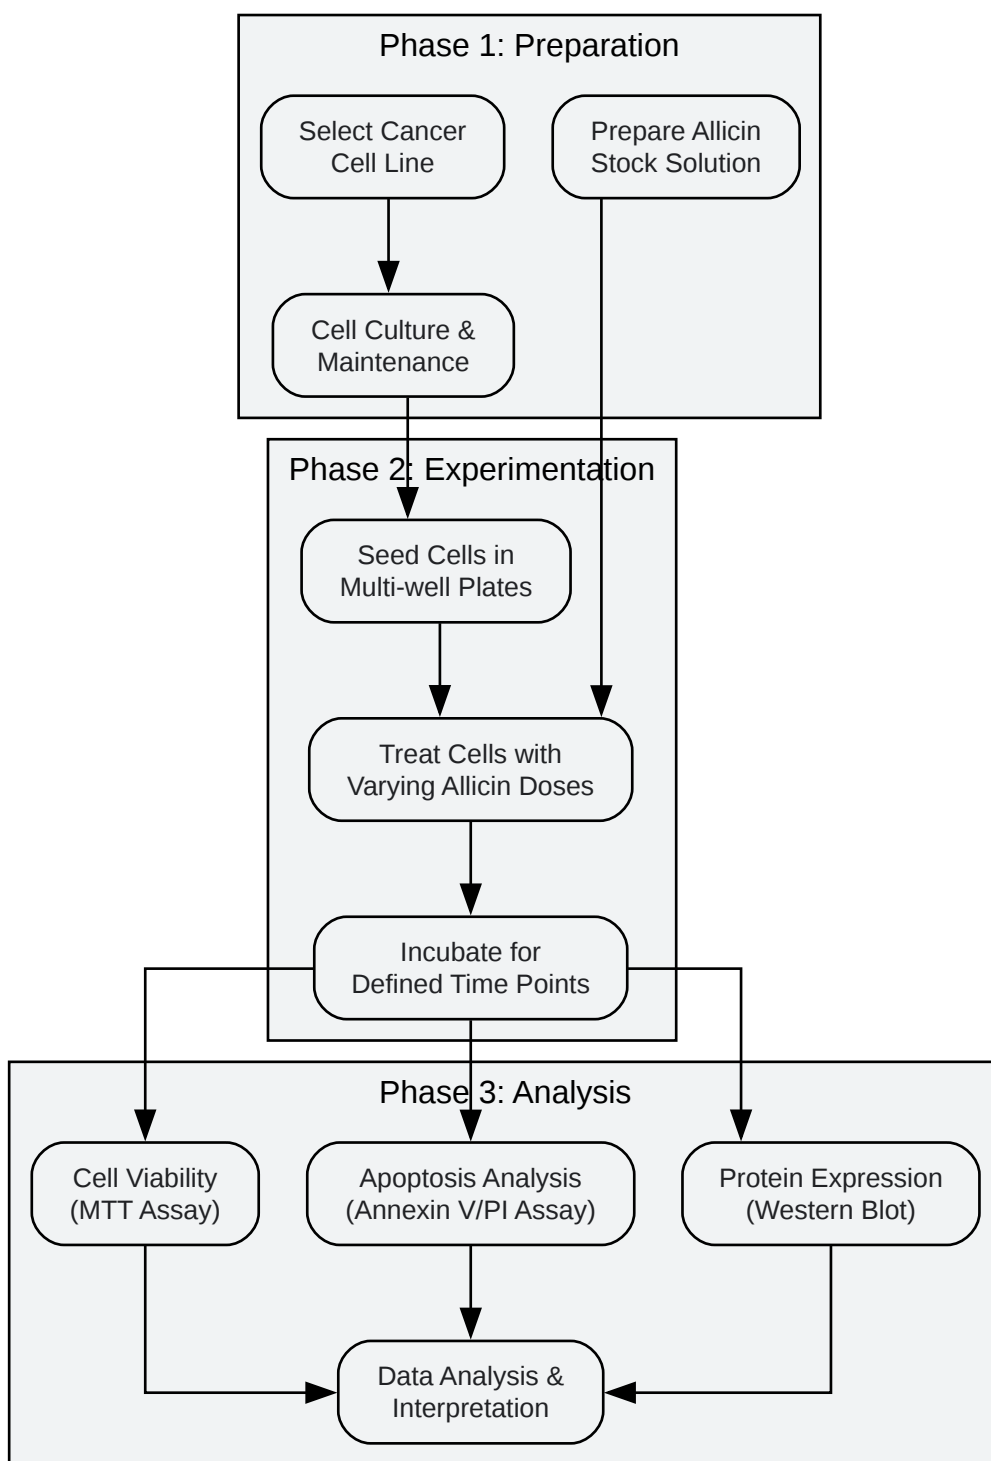 Phase 1: Preparation
Select Cancer
Cell Line
Prepare Allicin
Stock Solution
Cell Culture &
Maintenance
Phase 2: Experimentation
Seed Cells in
Multi-well Plates
Treat Cells with
Varying Allicin Doses
Incubate for
Defined Time Points
Phase 3: Analysis
Cell Viability
(MTT Assay)
Apoptosis Analysis
(Annexin V/PI Assay)
Protein Expression
(Western Blot)
Data Analysis &
Interpretation